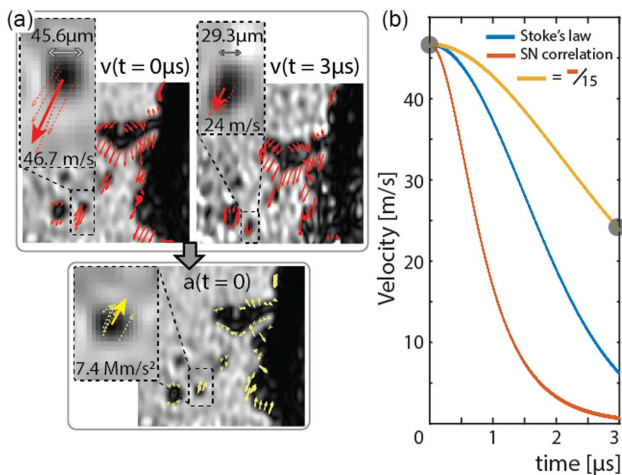 (a)
45.6µm
v(t = 0µs)
46.7 m/s
29.3µm
v(t = 3µs)
24 m/s
a(t = 0)
7.4 Mm/s²
(b)
Stoke's law
SN correlation
= /15
Velocity [m/s]
40
30
20
10
0
0
1
2
3
time [µs]